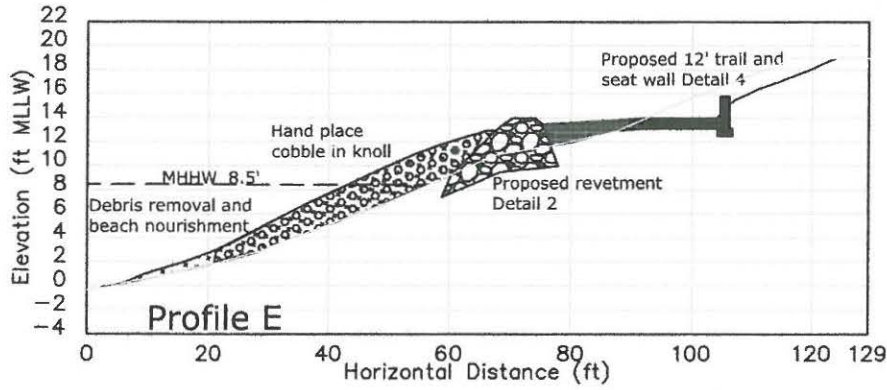 22
20
18
16
14
12
10
8
6
4
2
0
-2
-4
Elevation (ft MLLW)
Proposed 12' trail and
seat wall Detail 4
Hand place
cobble in knoll
MHHW 8.5'
Debris removal and
beach nourishment
Proposed revetment
Detail 2
Profile E
0 20 40 60 80 100 120 129
Horizontal Distance (ft)